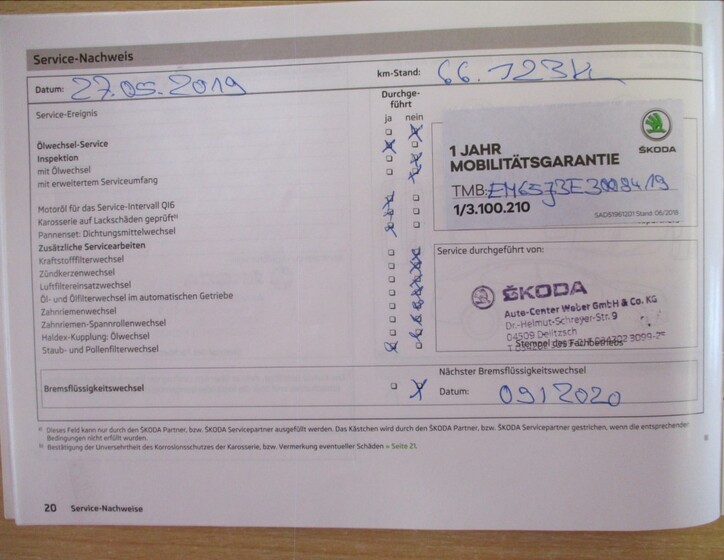 Service-Nachweis
Datum: 27.05.2019
km-Stand: 66.123
Service-Ereignis
Durchge-
führt
ja nein
Ölwechsel-Service
Inspektion
mit Ölwechsel
mit erweitertem Serviceumfang
Motoröl für das Service-Intervall QI6
Karosserie auf Lackschäden geprüft
Pannenset: Dichtungsmittelwechsel
Zusätzliche Servicearbeiten
Kraftstofffilterwechsel
Zündkerzenwechsel
Luftfiltereinsatzwechsel
Öl- und Ölfilterwechsel im automatischen Getriebe
Zahnriemenwechsel
Zahnriemen-Spannrollenwechsel
Haldex-Kupplung: Ölwechsel
Staub- und Pollenfilterwechsel
ŠKODA
1 JAHR
MOBILITÄTSGARANTIE
TMB:
1/3.100.210
SAD51961201 Stand: 06/2018
Service durchgeführt von:
ŠKODA
Auto-Center Weber GmbH & Co. KG
Dr.-Helmut-Schreyer-Str. 9
04509 Delitzsch
Stempel des Fachbetriebs
Bremsflüssigkeitswechsel
Nächster Bremsflüssigkeitswechsel
Datum: 09/2020
a) Dieses Feld kann nur durch den ŠKODA Partner, bzw. ŠKODA Servicepartner ausgefüllt werden. Das Kästchen wird durch den ŠKODA Partner, bzw. ŠKODA Servicepartner gestrichen, wenn die entsprechenden
Bedingungen nicht erfüllt wurden.
b) Bestätigung der Unversehrtheit des Korrosionsschutzes der Karosserie, bzw. Vermerkung eventueller Schäden » Seite 21.
20 Service-Nachweise